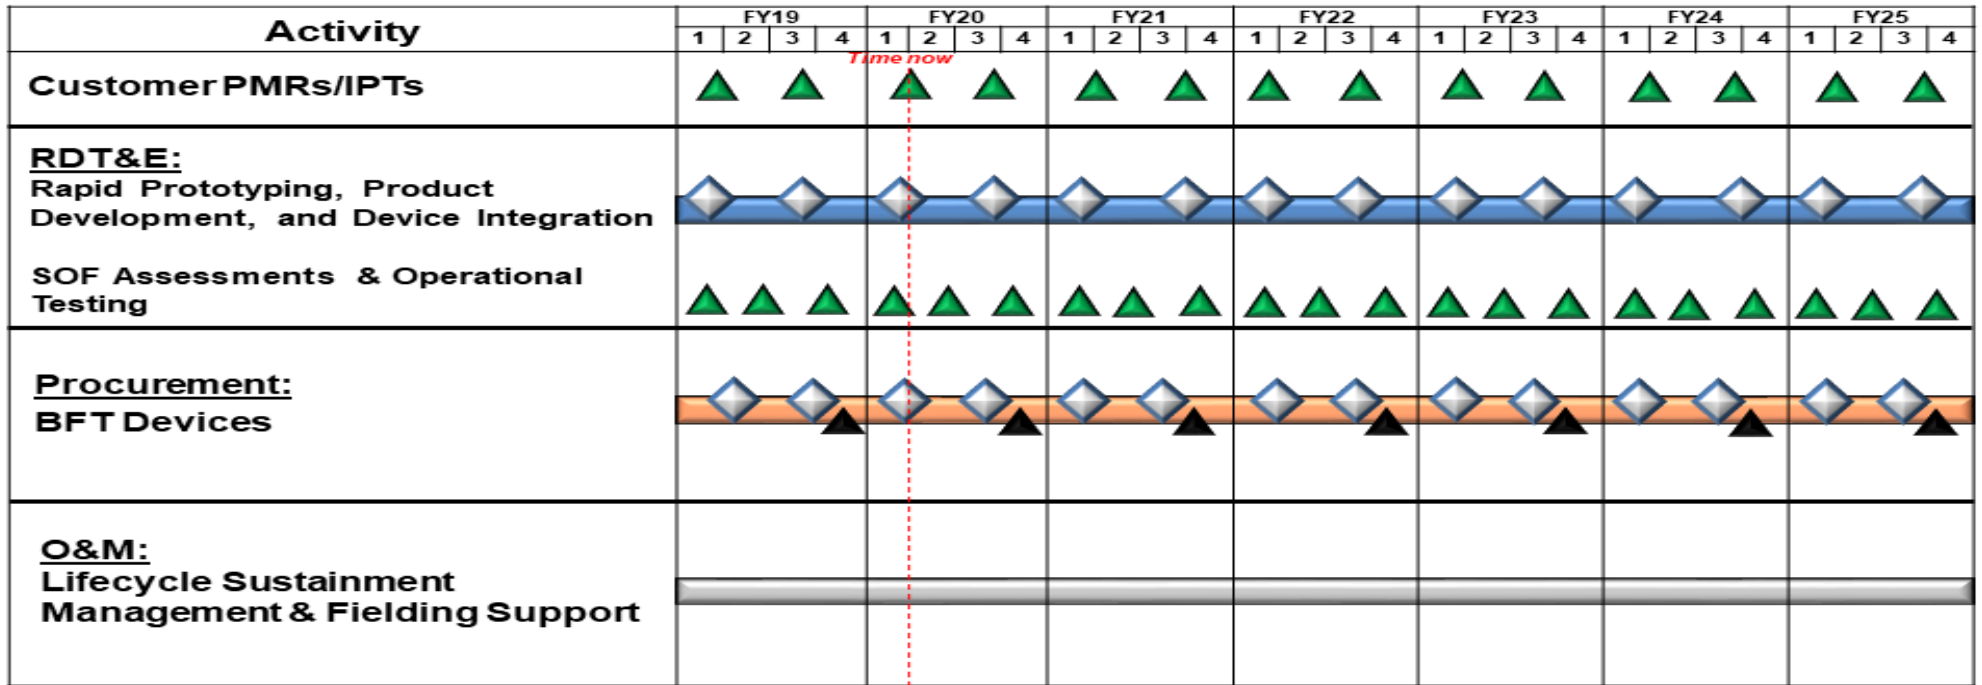 Activity
FY19 FY20 FY21 FY22 FY23 FY24 FY25
1 2 3 4 1 2 3 4 1 2 3 4 1 2 3 4 1 2 3 4 1 2 3 4 1 2 3 4
Time now
Customer PMRs/IPTs
RDT&E:
Rapid Prototyping, Product
Development, and Device Integration
SOF Assessments & Operational
Testing
Procurement:
BFT Devices
O&M:
Lifecycle Sustainment
Management & Fielding Support